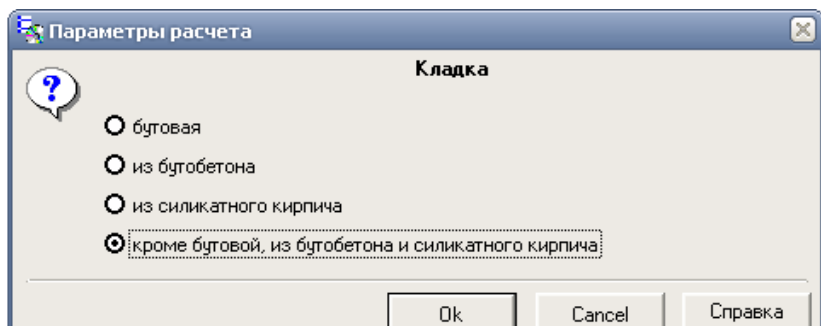 Параметры расчета
Кладка
бутовая
из бутобетона
из силикатного кирпича
кроме бутовой, из бутобетона и силикатного кирпича
Ok Cancel Справка